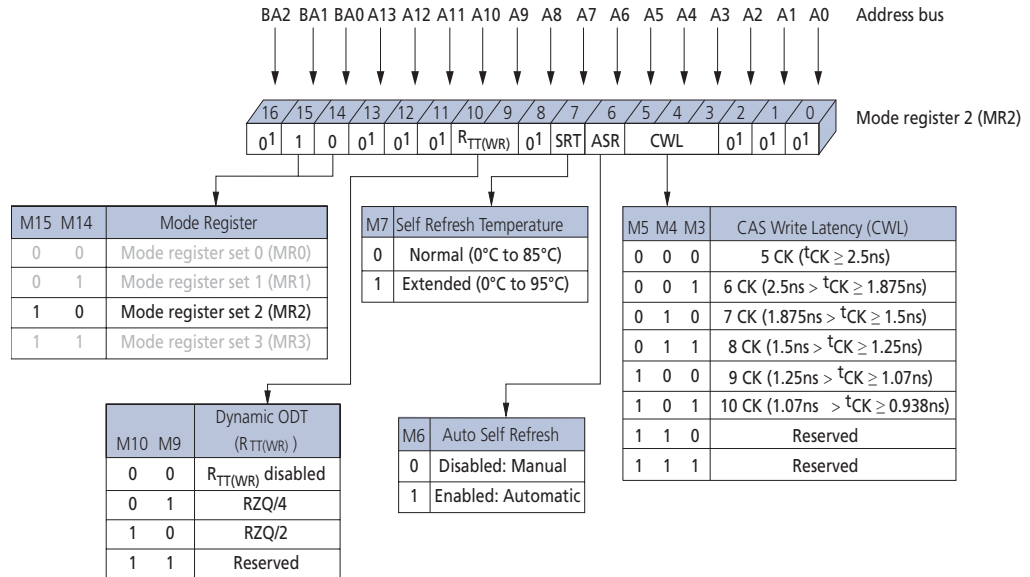 BA2 BA1 BA0 A13 A12 A11 A10 A9 A8 A7 A6 A5 A4 A3 A2 A1 A0 Address bus
16 15 14 13 12 11 10 9 8 7 6 5 4 3 2 1 0 Mode register 2 (MR2)
0¹ 1 0 0¹ 0¹ 0¹ RTT(WR) 0¹ SRT ASR CWL 0¹ 0¹ 0¹
M15 M14 Mode Register
0 0 Mode register set 0 (MR0)
0 1 Mode register set 1 (MR1)
1 0 Mode register set 2 (MR2)
1 1 Mode register set 3 (MR3)
M7 Self Refresh Temperature
0 Normal (0°C to 85°C)
1 Extended (0°C to 95°C)
M5 M4 M3 CAS Write Latency (CWL)
0 0 0 5 CK (tCK ≥ 2.5ns)
0 0 1 6 CK (2.5ns > tCK ≥ 1.875ns)
0 1 0 7 CK (1.875ns > tCK ≥ 1.5ns)
0 1 1 8 CK (1.5ns > tCK ≥ 1.25ns)
1 0 0 9 CK (1.25ns > tCK ≥ 1.07ns)
1 0 1 10 CK (1.07ns > tCK ≥ 0.938ns)
1 1 0 Reserved
1 1 1 Reserved
Dynamic ODT
M10 M9 (RTT(WR) )
0 0 RTT(WR) disabled
0 1 RZQ/4
1 0 RZQ/2
1 1 Reserved
M6 Auto Self Refresh
0 Disabled: Manual
1 Enabled: Automatic